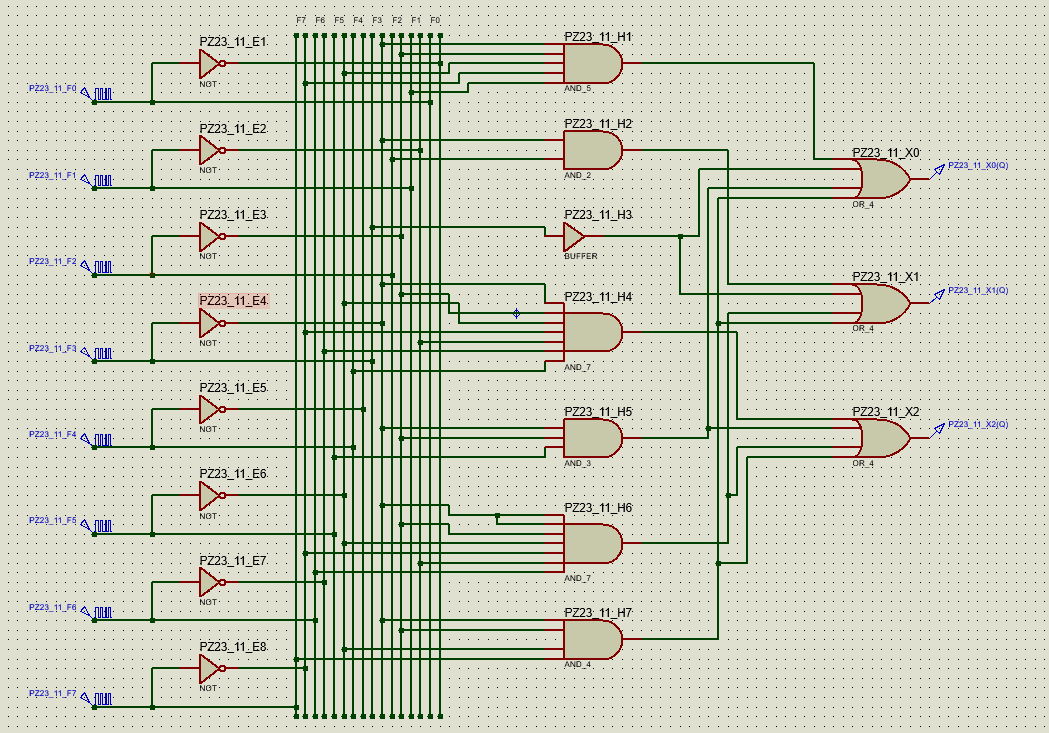 F7 F6 F5 F4 F3 F2 F1 F0
PZ23_11_E1
NOT
PZ23_11_F0
PZ23_11_E2
NOT
PZ23_11_F1
PZ23_11_E3
NOT
PZ23_11_F2
PZ23_11_E4
NOT
PZ23_11_F3
PZ23_11_E5
NOT
PZ23_11_F4
PZ23_11_E6
NOT
PZ23_11_F5
PZ23_11_E7
NOT
PZ23_11_F6
PZ23_11_E8
NOT
PZ23_11_F7
PZ23_11_H1
AND_5
PZ23_11_H2
AND_2
PZ23_11_H3
BUFFER
PZ23_11_H4
AND_7
PZ23_11_H5
AND_3
PZ23_11_H6
AND_7
PZ23_11_H7
AND_4
PZ23_11_X0
PZ23_11_X0(Q)
OR_4
PZ23_11_X1
PZ23_11_X1(Q)
OR_4
PZ23_11_X2
PZ23_11_X2(Q)
OR_4